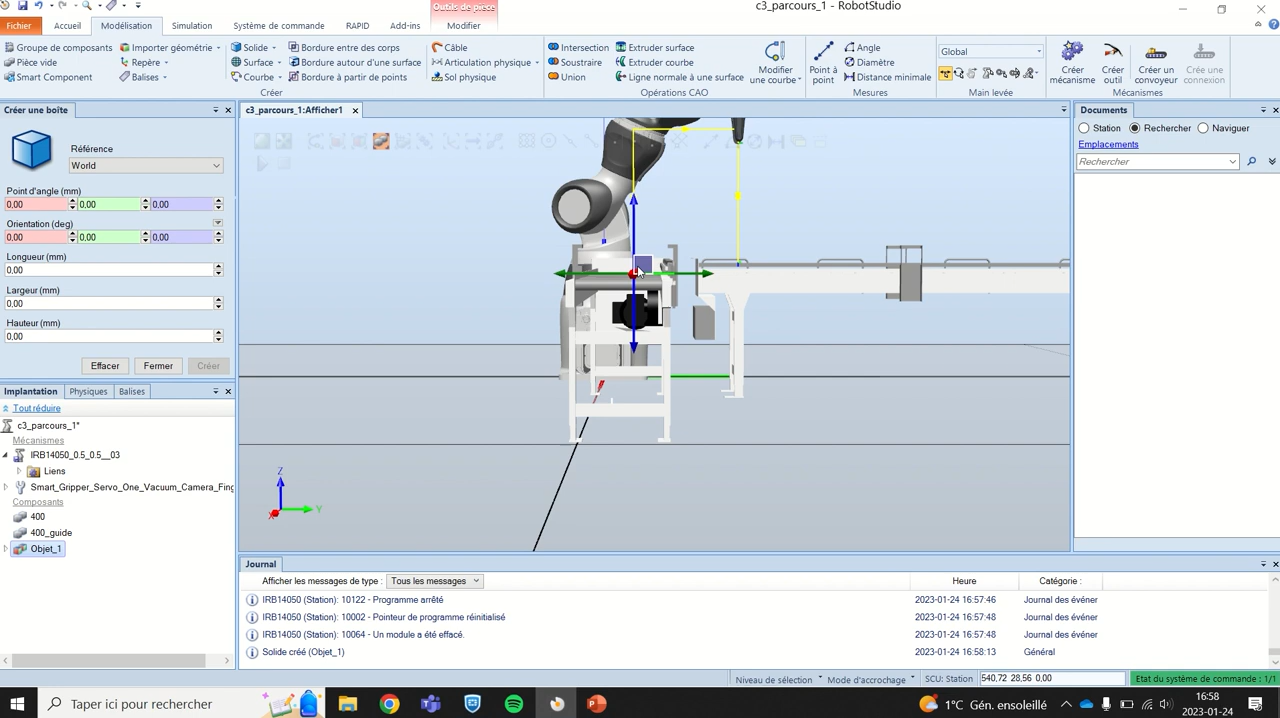 c3_parcours_1 - RobotStudio
Outils de pièce
Fichier Accueil Modélisation Simulation Système de commande RAPID Add-ins Modifier
Groupe de composants Importer géométrie Solide Bordure entre des corps Câble Intersection Extruder surface Angle Global
Pièce vide Repère Surface Bordure autour d'une surface Articulation physique Soustraire Extruder courbe Diamètre
Smart Component Balises Courbe Bordure à partir de points Sol physique Union Ligne normale à une surface Distance minimale
Modifier une courbe
Point à point
Créer mécanisme
Créer outil
Créer un convoyeur
Crée une connexion
Créer Opérations CAO Mesures Main levée Mécanismes
Créer une boîte
c3_parcours_1:Afficher1
Documents
Référence
World
Point d'angle (mm)
0,00 0,00 0,00
Orientation (deg)
0,00 0,00 0,00
Longueur (mm)
0,00
Largeur (mm)
0,00
Hauteur (mm)
0,00
Effacer Fermer Créer
Station Rechercher Naviguer
Emplacements
Rechercher
Implantation Physiques Balises
Tout réduire
c3_parcours_1*
Mécanismes
IRB14050_0.5_0.5__03
Liens
Smart_Gripper_Servo_One_Vacuum_Camera_Fing
Composants
400
400_guide
Objet_1
Z
Y
X
Journal
Afficher les messages de type : Tous les messages Heure Catégorie :
IRB14050 (Station): 10122 - Programme arrêté 2023-01-24 16:57:46 Journal des événer
IRB14050 (Station): 10002 - Pointeur de programme réinitialisé 2023-01-24 16:57:48 Journal des événer
IRB14050 (Station): 10064 - Un module a été effacé. 2023-01-24 16:57:48 Journal des événer
Solide créé (Objet_1) 2023-01-24 16:58:13 Général
Niveau de sélection Mode d'accrochage SCU: Station 540,72 28,56 0,00 Etat du système de commande : 1/1
Taper ici pour rechercher
1°C Gén. ensoleillé
16:58
2023-01-24